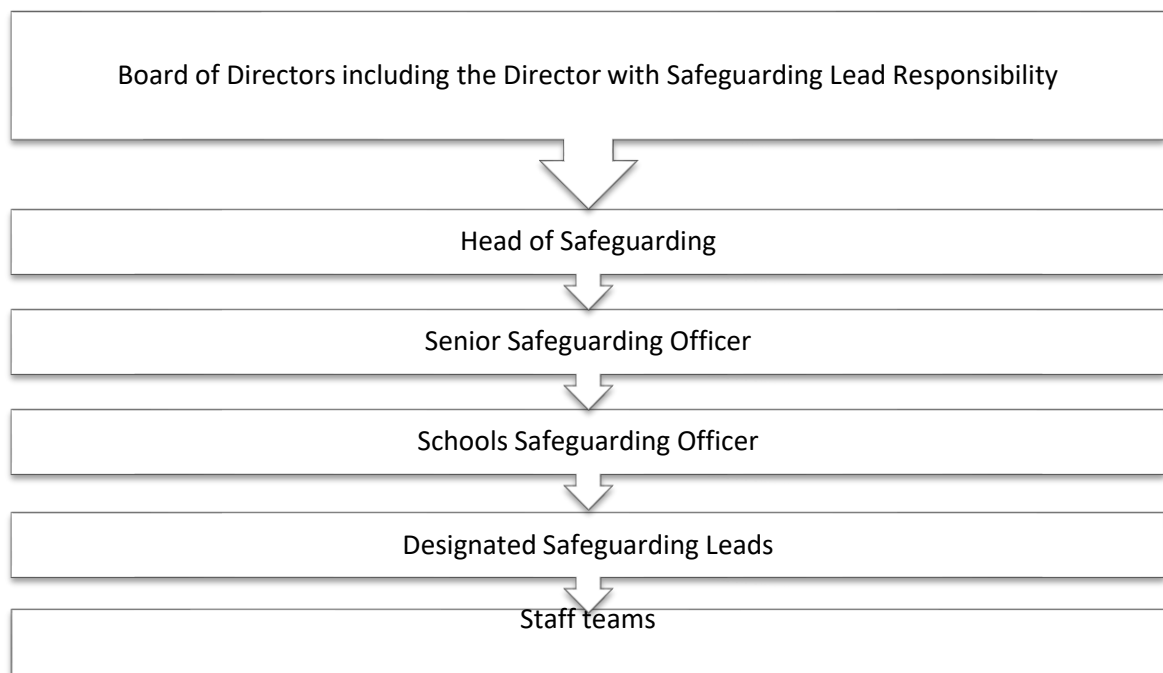 Board of Directors including the Director with Safeguarding Lead Responsibility
Head of Safeguarding
Senior Safeguarding Officer
Schools Safeguarding Officer
Designated Safeguarding Leads
Staff teams